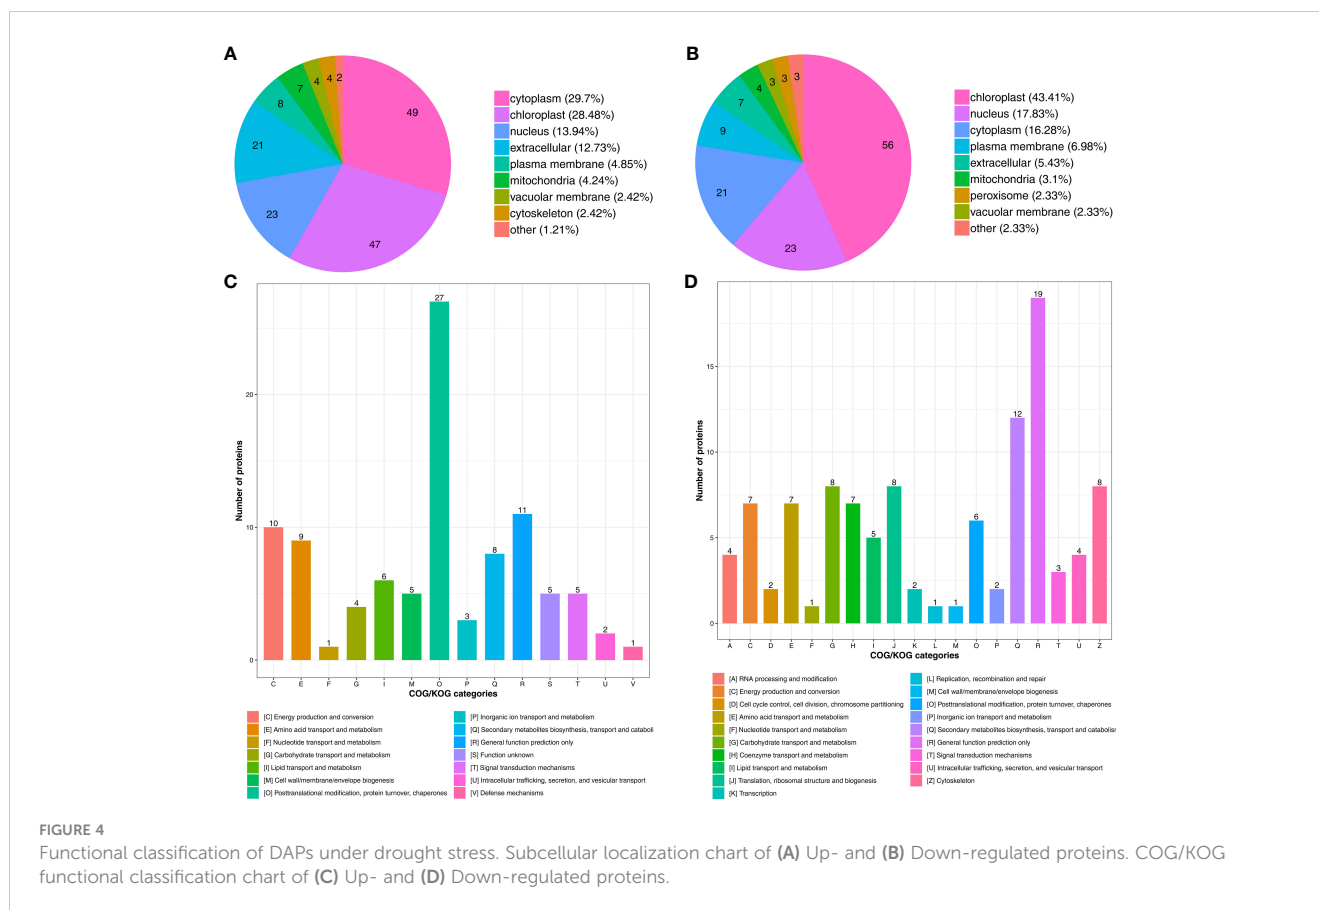 A
49
47
23
21
8
7
4
4
2
cytoplasm (29.7%)
chloroplast (28.48%)
nucleus (13.94%)
extracellular (12.73%)
plasma membrane (4.85%)
mitochondria (4.24%)
vacuolar membrane (2.42%)
cytoskeleton (2.42%)
other (1.21%)
B
56
23
21
9
7
4
3
3
3
chloroplast (43.41%)
nucleus (17.83%)
cytoplasm (16.28%)
plasma membrane (6.98%)
extracellular (5.43%)
mitochondria (3.1%)
peroxisome (2.33%)
vacuolar membrane (2.33%)
other (2.33%)
C
Number of proteins
20
10
0
10 9 1 4 6 5 27 3 8 11 5 5 2 1
C E F G I M O P Q R S T U V
COG/KOG categories
[C] Energy production and conversion
[E] Amino acid transport and metabolism
[F] Nucleotide transport and metabolism
[G] Carbohydrate transport and metabolism
[I] Lipid transport and metabolism
[M] Cell wall/membrane/envelope biogenesis
[O] Posttranslational modification, protein turnover, chaperones
[P] Inorganic ion transport and metabolism
[Q] Secondary metabolites biosynthesis, transport and cataboli
[R] General function prediction only
[S] Function unknown
[T] Signal transduction mechanisms
[U] Intracellular trafficking, secretion, and vesicular transport
[V] Defense mechanisms
D
Number of proteins
15
10
5
0
4 7 2 7 1 8 7 5 8 2 1 1 6 2 12 19 3 4 8
A C D E F G H I J K L M O P Q R T U Z
COG/KOG categories
[A] RNA processing and modification
[C] Energy production and conversion
[D] Cell cycle control, cell division, chromosome partitioning
[E] Amino acid transport and metabolism
[F] Nucleotide transport and metabolism
[G] Carbohydrate transport and metabolism
[H] Coenzyme transport and metabolism
[I] Lipid transport and metabolism
[J] Translation, ribosomal structure and biogenesis
[K] Transcription
[L] Replication, recombination and repair
[M] Cell wall/membrane/envelope biogenesis
[O] Posttranslational modification, protein turnover, chaperones
[P] Inorganic ion transport and metabolism
[Q] Secondary metabolites biosynthesis, transport and catabolis
[R] General function prediction only
[T] Signal transduction mechanisms
[U] Intracellular trafficking, secretion, and vesicular transport
[Z] Cytoskeleton
FIGURE 4
Functional classification of DAPs under drought stress. Subcellular localization chart of (A) Up- and (B) Down-regulated proteins. COG/KOG
functional classification chart of (C) Up- and (D) Down-regulated proteins.